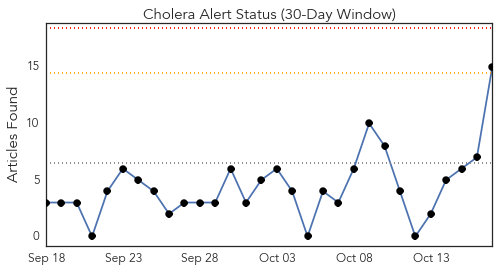 Cholera Alert Status (30-Day Window)
Articles Found
15
10
5
0
Sep 18 Sep 23 Sep 28 Oct 03 Oct 08 Oct 13